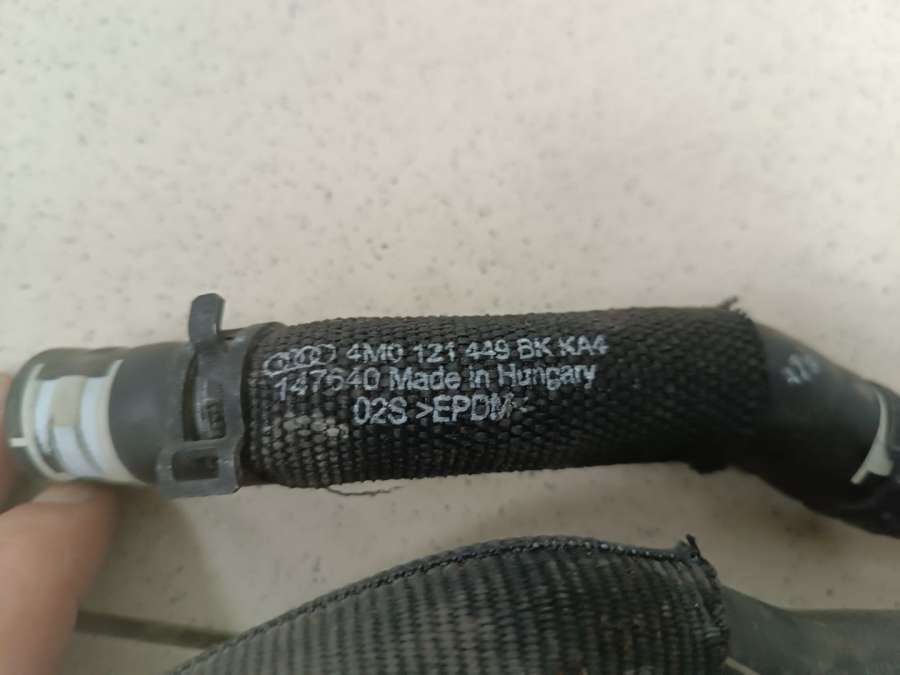 4M0 121 449 BK KA4
147640 Made in Hungary
02S >EPDM<